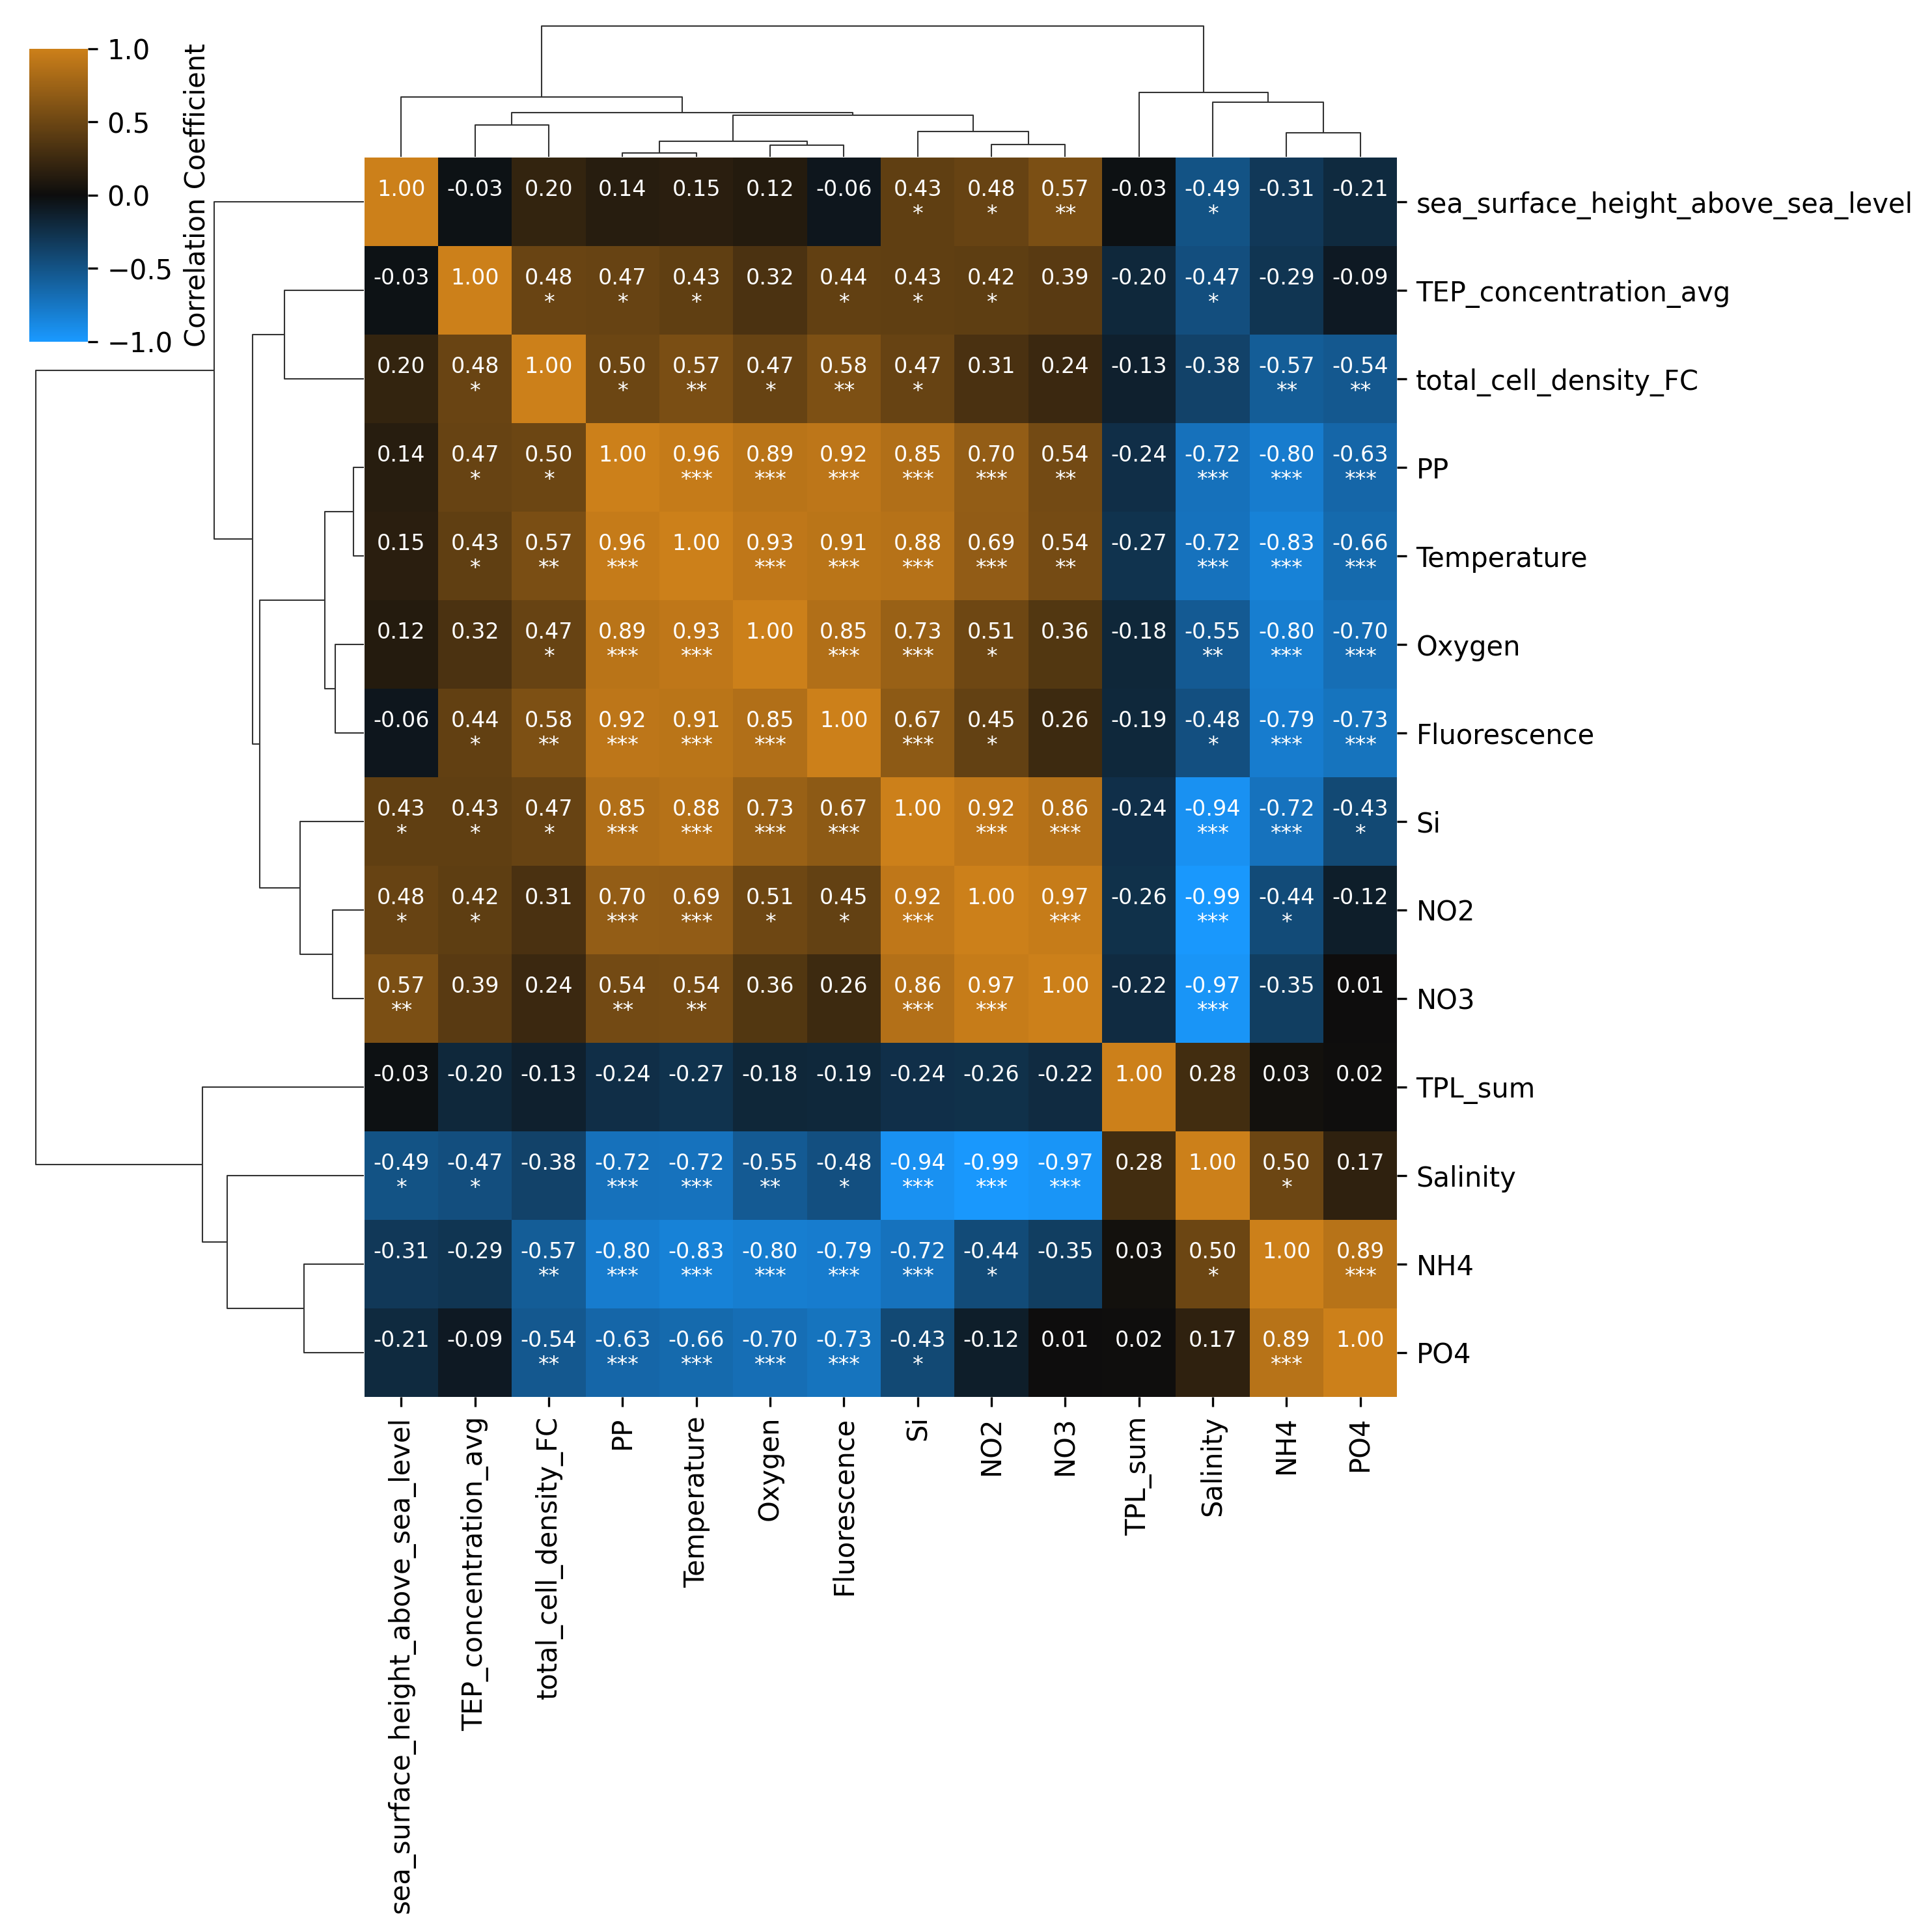 1.0
0.5
0.0
−0.5
−1.0
Correlation Coefficient
1.00 -0.03 0.20 0.14 0.15 0.12 -0.06 0.43 0.48 0.57 -0.03 -0.49 -0.31 -0.21
* * ** *
sea_surface_height_above_sea_level
-0.03 1.00 0.48 0.47 0.43 0.32 0.44 0.43 0.42 0.39 -0.20 -0.47 -0.29 -0.09
* * * * * * *
TEP_concentration_avg
0.20 0.48 1.00 0.50 0.57 0.47 0.58 0.47 0.31 0.24 -0.13 -0.38 -0.57 -0.54
* * ** * ** * ** **
total_cell_density_FC
0.14 0.47 0.50 1.00 0.96 0.89 0.92 0.85 0.70 0.54 -0.24 -0.72 -0.80 -0.63
* * *** *** *** *** *** ** *** *** ***
PP
0.15 0.43 0.57 0.96 1.00 0.93 0.91 0.88 0.69 0.54 -0.27 -0.72 -0.83 -0.66
* ** *** *** *** *** *** ** *** *** ***
Temperature
0.12 0.32 0.47 0.89 0.93 1.00 0.85 0.73 0.51 0.36 -0.18 -0.55 -0.80 -0.70
* *** *** *** *** * ** *** ***
Oxygen
-0.06 0.44 0.58 0.92 0.91 0.85 1.00 0.67 0.45 0.26 -0.19 -0.48 -0.79 -0.73
* ** *** *** *** *** * * *** ***
Fluorescence
0.43 0.43 0.47 0.85 0.88 0.73 0.67 1.00 0.92 0.86 -0.24 -0.94 -0.72 -0.43
* * * *** *** *** *** *** *** *** *** *
Si
0.48 0.42 0.31 0.70 0.69 0.51 0.45 0.92 1.00 0.97 -0.26 -0.99 -0.44 -0.12
* * *** *** * * *** *** *** *
NO2
0.57 0.39 0.24 0.54 0.54 0.36 0.26 0.86 0.97 1.00 -0.22 -0.97 -0.35 0.01
** ** ** *** *** ***
NO3
-0.03 -0.20 -0.13 -0.24 -0.27 -0.18 -0.19 -0.24 -0.26 -0.22 1.00 0.28 0.03 0.02
TPL_sum
-0.49 -0.47 -0.38 -0.72 -0.72 -0.55 -0.48 -0.94 -0.99 -0.97 0.28 1.00 0.50 0.17
* * *** *** ** * *** *** *** *
Salinity
-0.31 -0.29 -0.57 -0.80 -0.83 -0.80 -0.79 -0.72 -0.44 -0.35 0.03 0.50 1.00 0.89
** *** *** *** *** *** * * ***
NH4
-0.21 -0.09 -0.54 -0.63 -0.66 -0.70 -0.73 -0.43 -0.12 0.01 0.02 0.17 0.89 1.00
** *** *** *** *** * ***
PO4
sea_surface_height_above_sea_level
TEP_concentration_avg
total_cell_density_FC
PP
Temperature
Oxygen
Fluorescence
Si
NO2
NO3
TPL_sum
Salinity
NH4
PO4